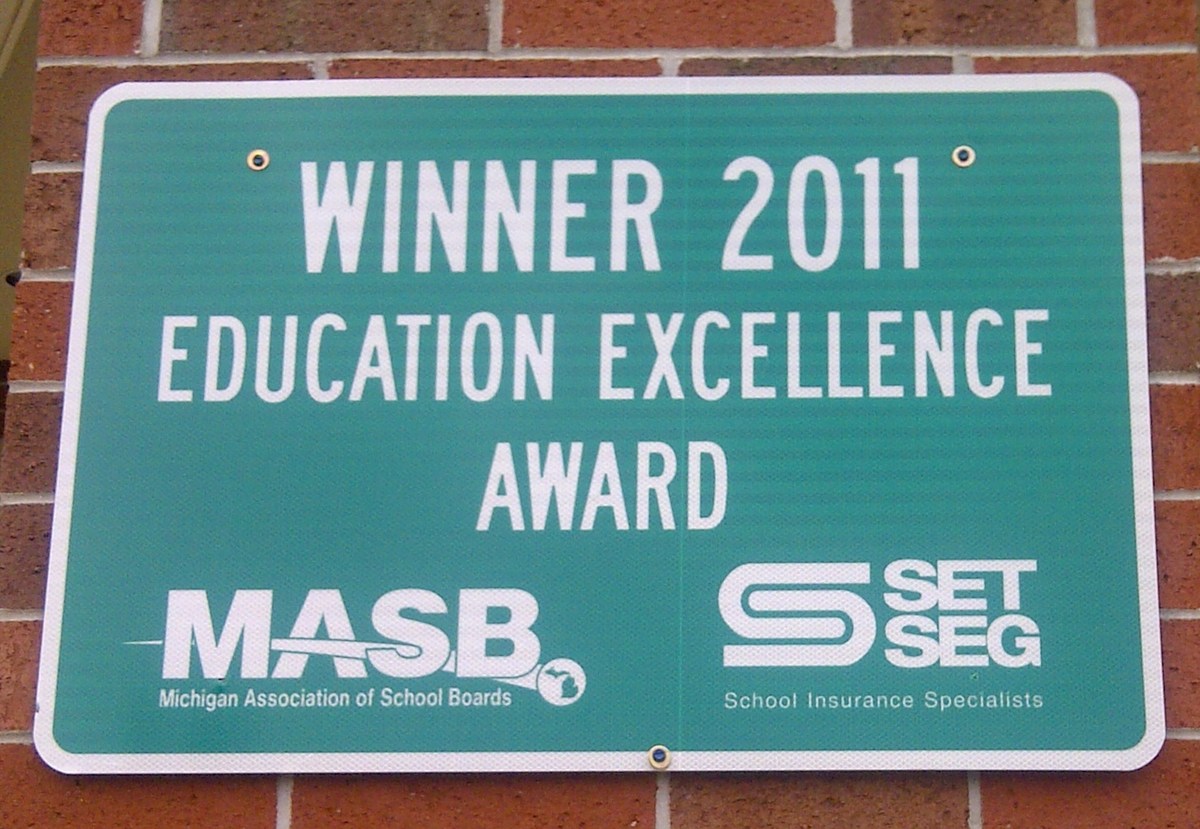 WINNER 2011
EDUCATION EXCELLENCE
AWARD
MASB
Michigan Association of School Boards
SET
SEG
School Insurance Specialists